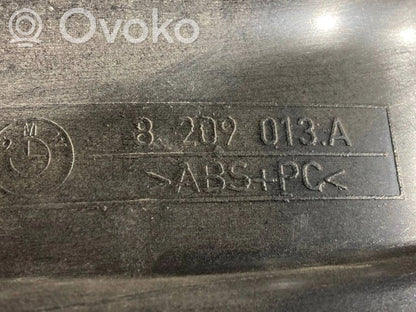 Ovoko
8 209 013.A
>ABS+PC<